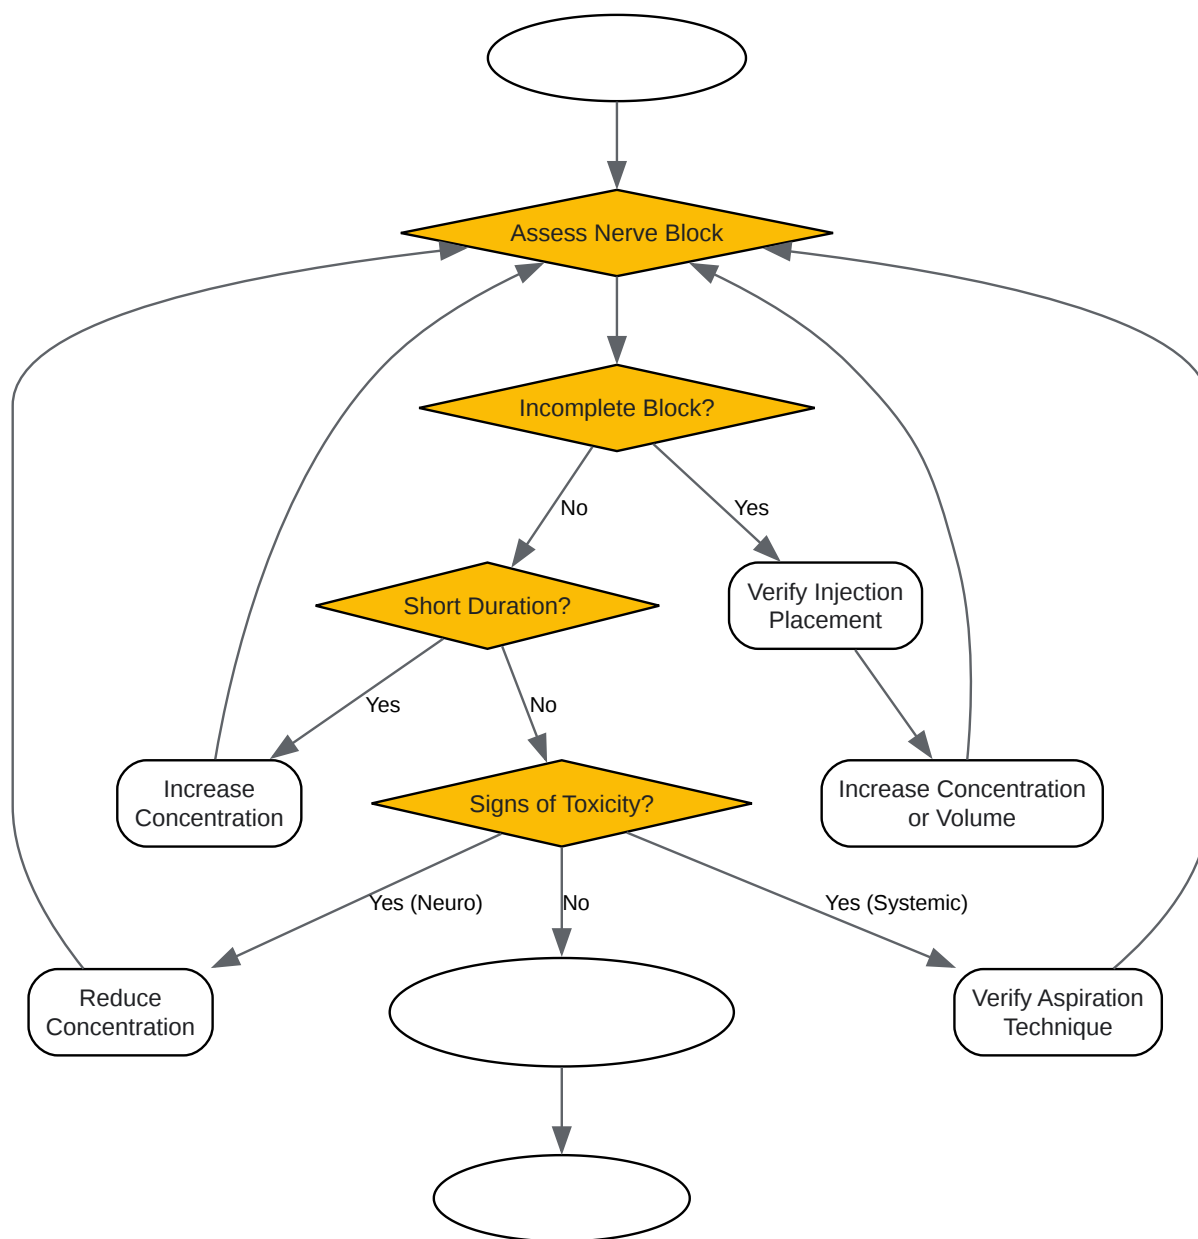 Assess Nerve Block
Incomplete Block?
No
Yes
Short Duration?
Verify Injection
Placement
Yes
No
Increase
Concentration
Signs of Toxicity?
Increase Concentration
or Volume
Yes (Neuro)
No
Yes (Systemic)
Reduce
Concentration
Verify Aspiration
Technique